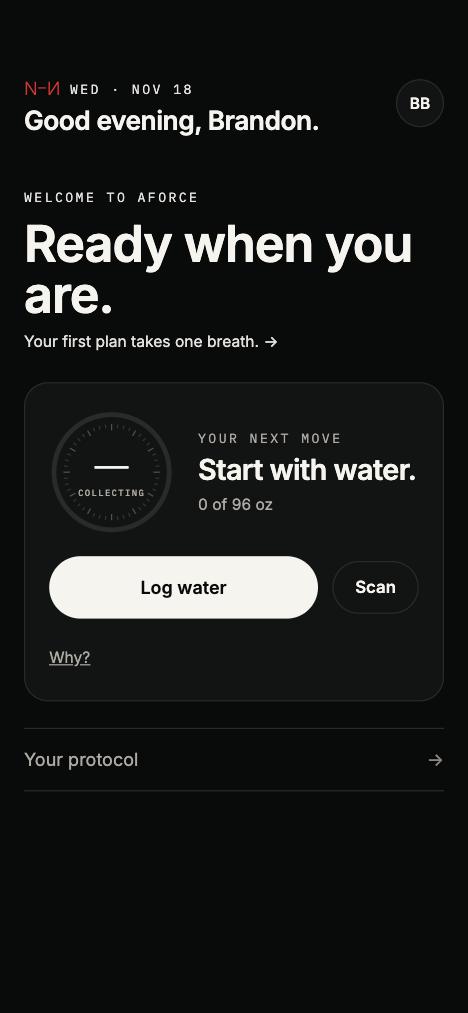 N–И WED · NOV 18
Good evening, Brandon.
BB
WELCOME TO AFORCE
Ready when you
are.
Your first plan takes one breath. →
YOUR NEXT MOVE
Start with water.
0 of 96 oz
COLLECTING
Log water
Scan
Why?
Your protocol →